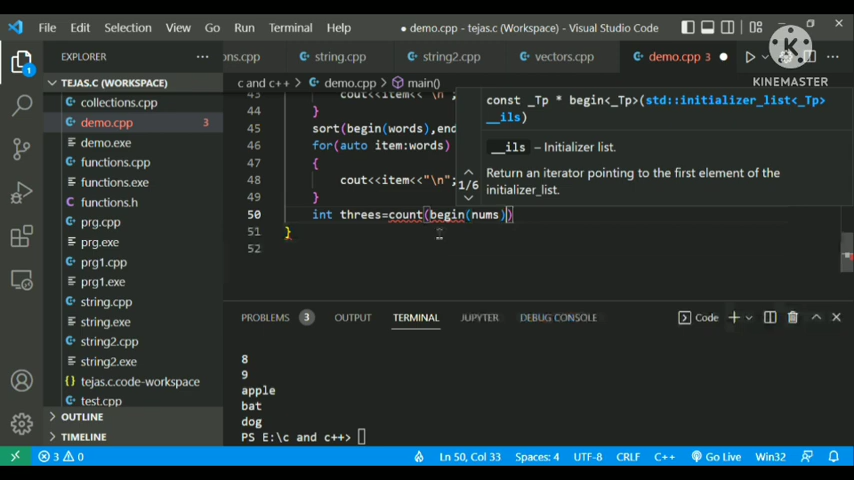 File Edit Selection View Go Run Terminal Help
demo.cpp - tejas.c (Workspace) - Visual Studio Code
K
KINEMASTER
EXPLORER
ons.cpp string.cpp string2.cpp vectors.cpp demo.cpp 3
TEJAS.C (WORKSPACE)
c and c++ > demo.cpp > main()
collections.cpp
demo.cpp 3
demo.exe
functions.cpp
functions.exe
functions.h
prg.cpp
prg.exe
prg1.cpp
prg1.exe
string.cpp
string.exe
string2.cpp
string2.exe
tejas.c.code-workspace
test.cpp
OUTLINE
TIMELINE
43 cout<<item<<"\n";
44 }
45 sort(begin(words),end
46 for(auto item:words)
47 {
48 cout<<item<<"\n";
49 }
50 int threes=count(begin(nums))
51 }
52
const _Tp * begin<_Tp>(std::initializer_list<_Tp>
__ils)
__ils – Initializer list.
1/6
Return an iterator pointing to the first element of the
initializer_list.
PROBLEMS 3 OUTPUT TERMINAL JUPYTER DEBUG CONSOLE Code
8
9
apple
bat
dog
PS E:\c and c++>
3 0 Ln 50, Col 33 Spaces: 4 UTF-8 CRLF C++ Go Live Win32